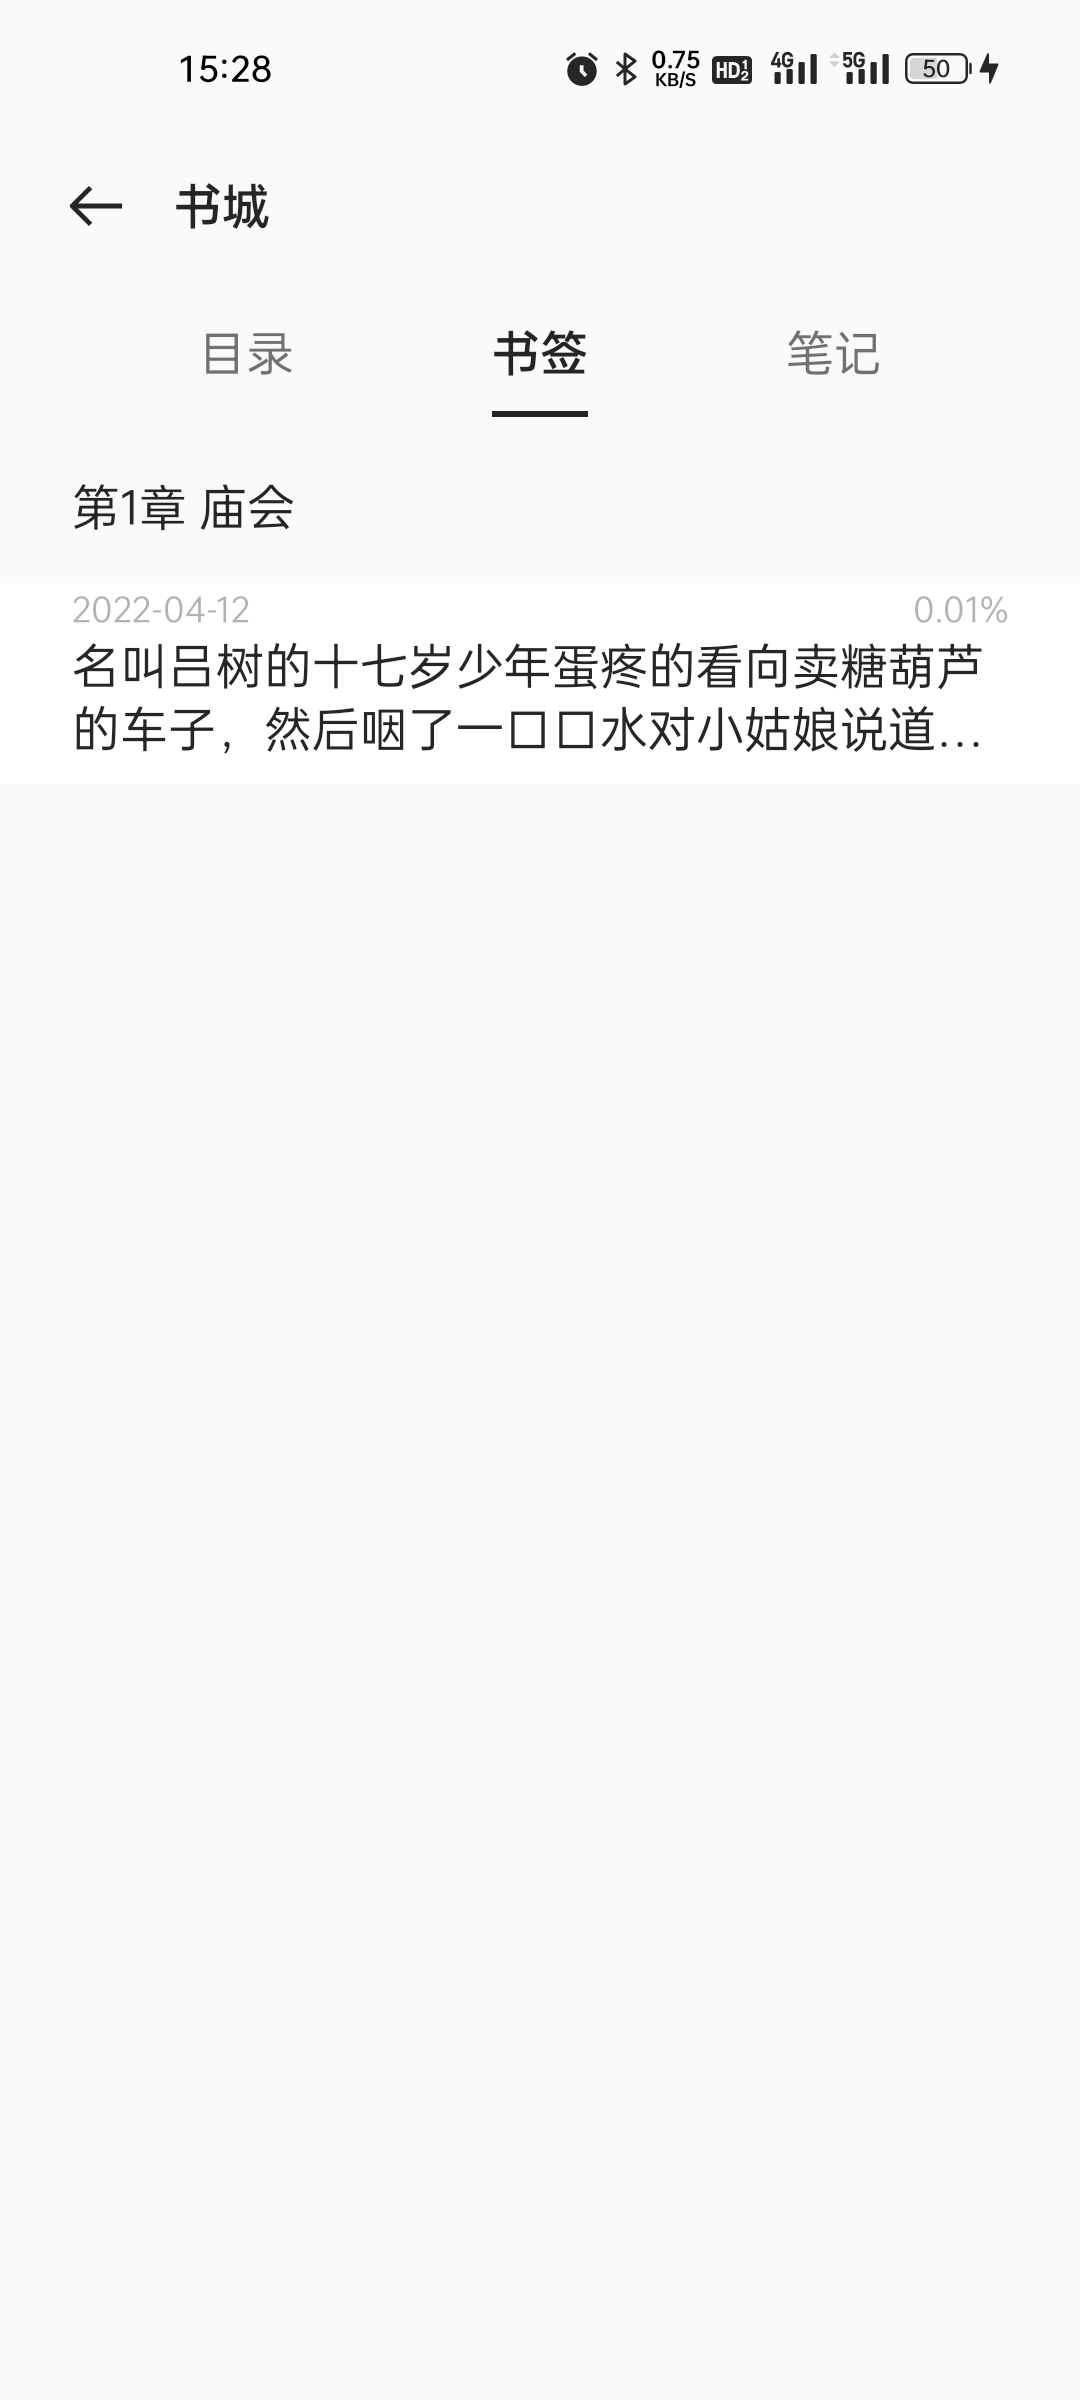 15:28
0.75 KB/S HD 1 2 4G 5G 50
书城
目录 书签 笔记
第1章 庙会
2022-04-12 0.01%
名叫吕树的十七岁少年蛋疼的看向卖糖葫芦
的车子，然后咽了一口口水对小姑娘说道...